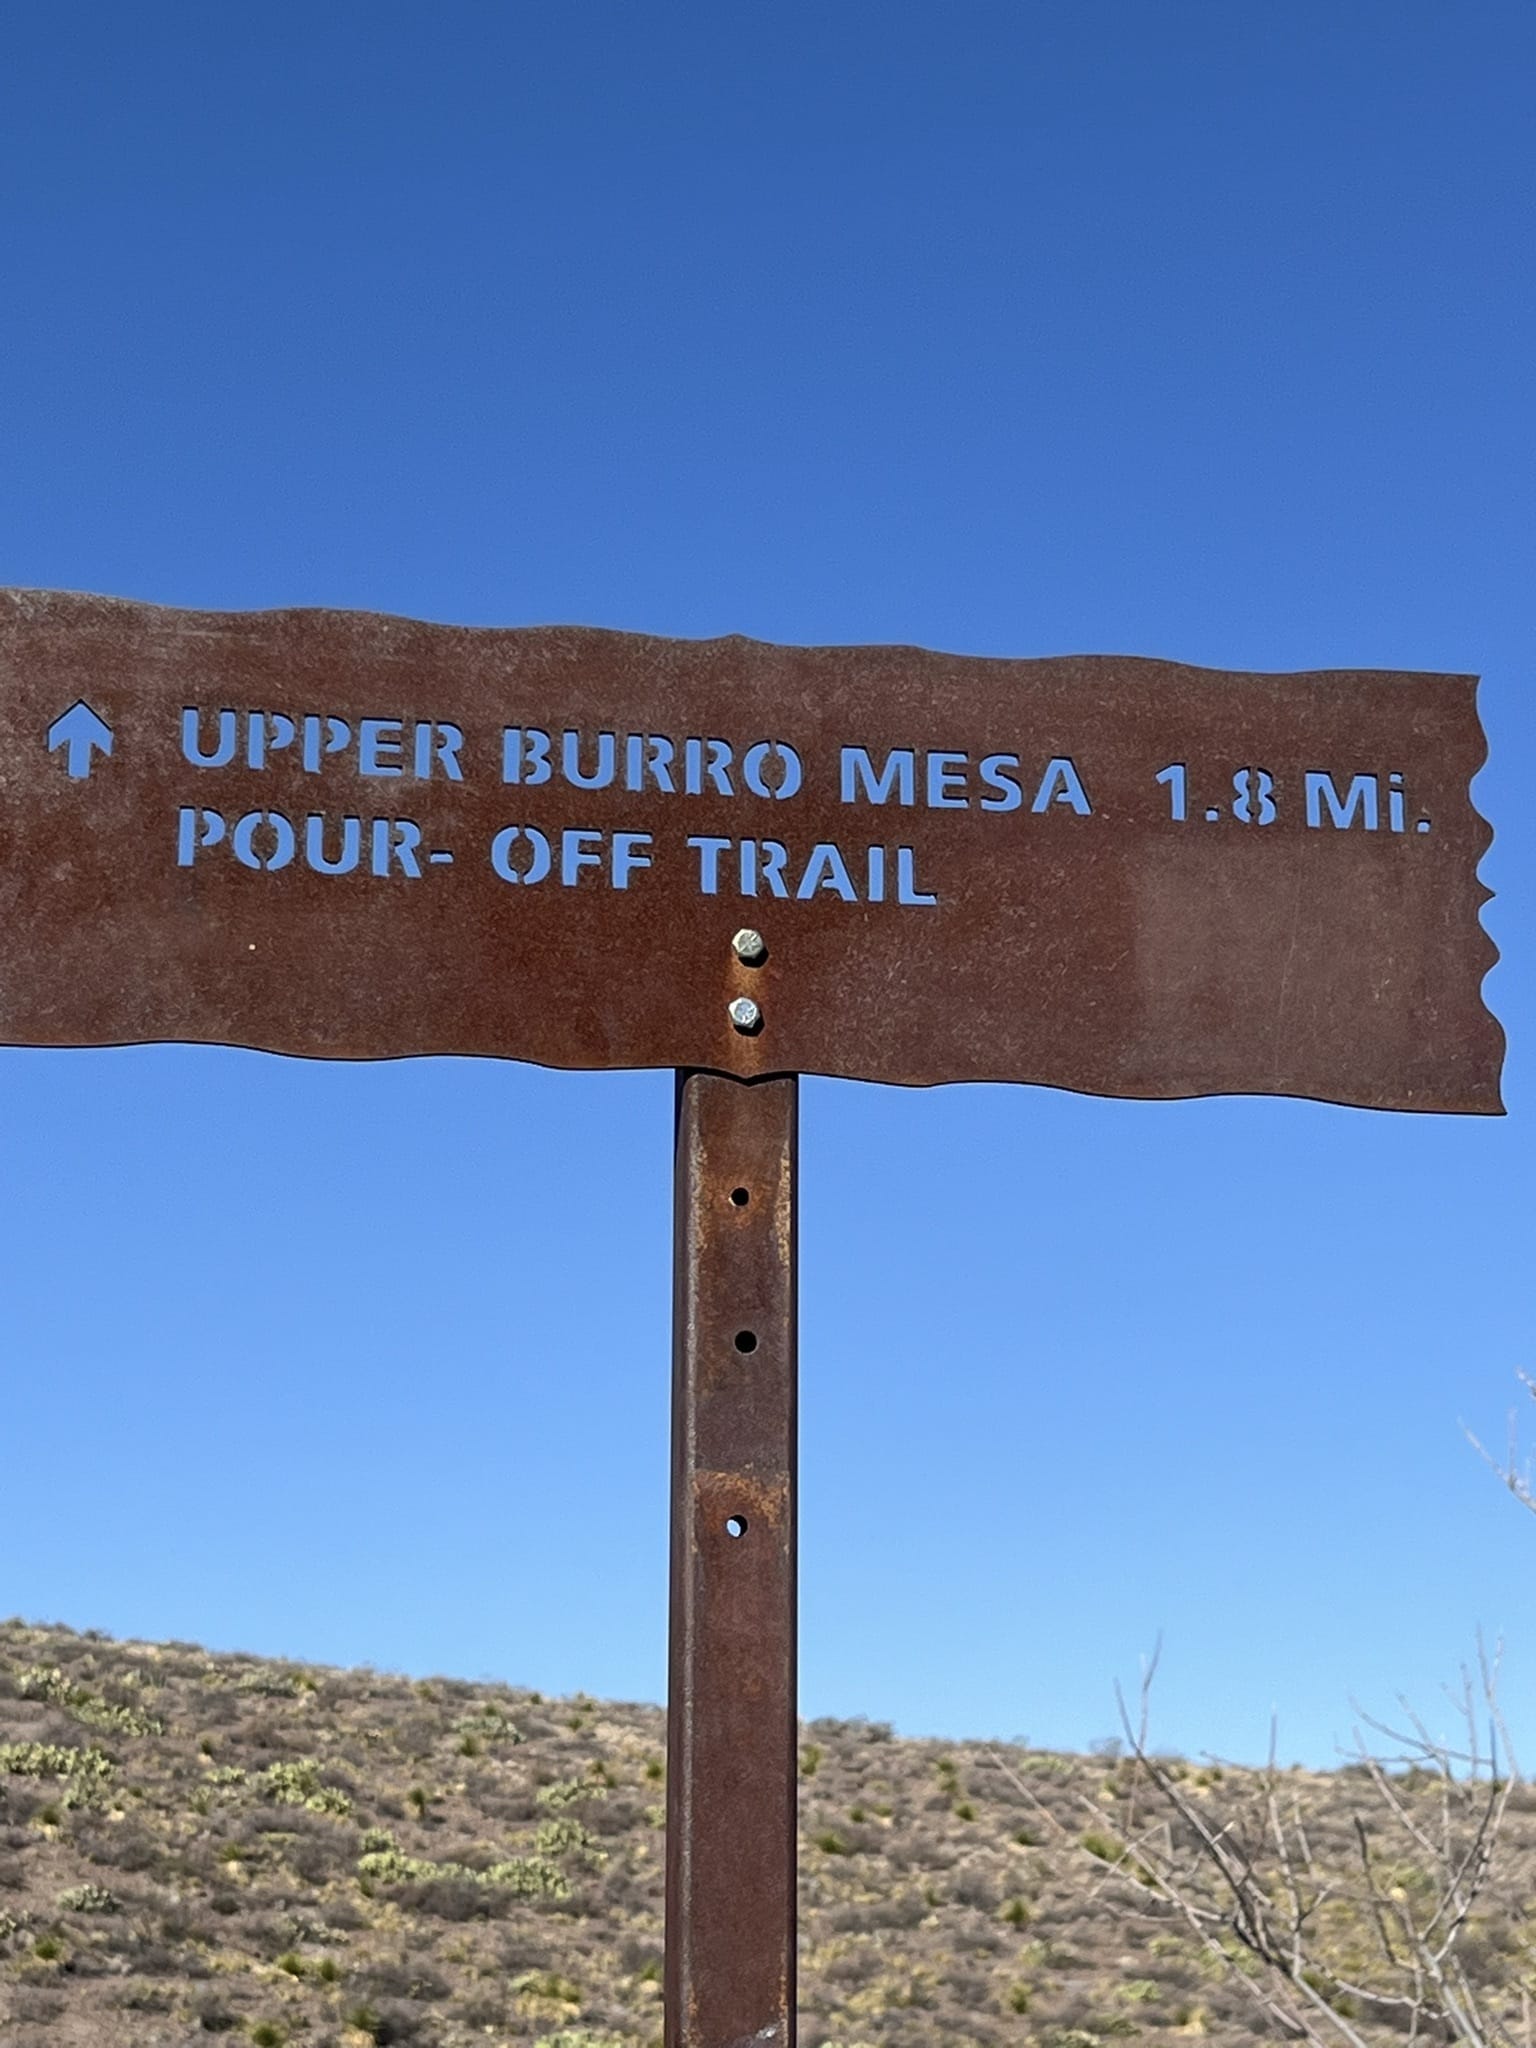 ↑ UPPER BURRO MESA 1.8 Mi.
POUR- OFF TRAIL